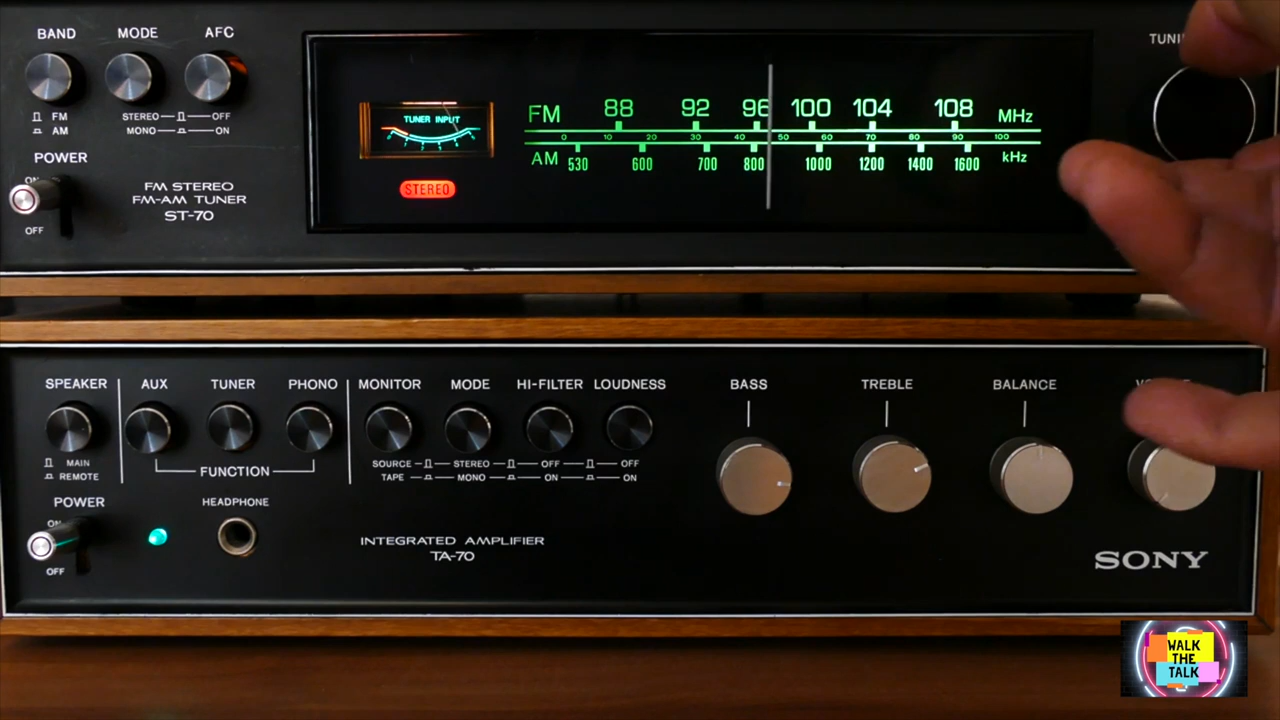 BAND MODE AFC
FM
AM
STEREO OFF
MONO ON
POWER
ON
OFF
FM STEREO
FM-AM TUNER
ST-70
TUNER INPUT
STEREO
FM 88 92 96 100 104 108 MHz
0 10 20 30 40 50 60 70 80 90 100
AM 530 600 700 800 1000 1200 1400 1600 kHz
SPEAKER AUX TUNER PHONO MONITOR MODE HI-FILTER LOUDNESS BASS TREBLE BALANCE
MAIN
REMOTE
FUNCTION
SOURCE STEREO OFF OFF
TAPE MONO ON ON
POWER
ON
OFF
HEADPHONE
INTEGRATED AMPLIFIER
TA-70
SONY
WALK
THE
TALK